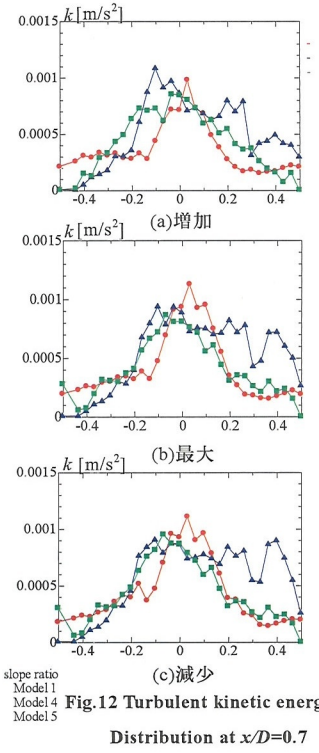 k [m/s²]
0.0015
0.001
0.0005
0
-0.4 -0.2 0 0.2 0.4
(a)増加
k [m/s²]
0.0015
0.001
0.0005
0
-0.4 -0.2 0 0.2 0.4
(b)最大
k [m/s²]
0.0015
0.001
0.0005
0
-0.4 -0.2 0 0.2 0.4
(c)減少
slope ratio
Model 1
Model 4
Model 5
Fig.12 Turbulent kinetic energ
Distribution at x/D=0.7